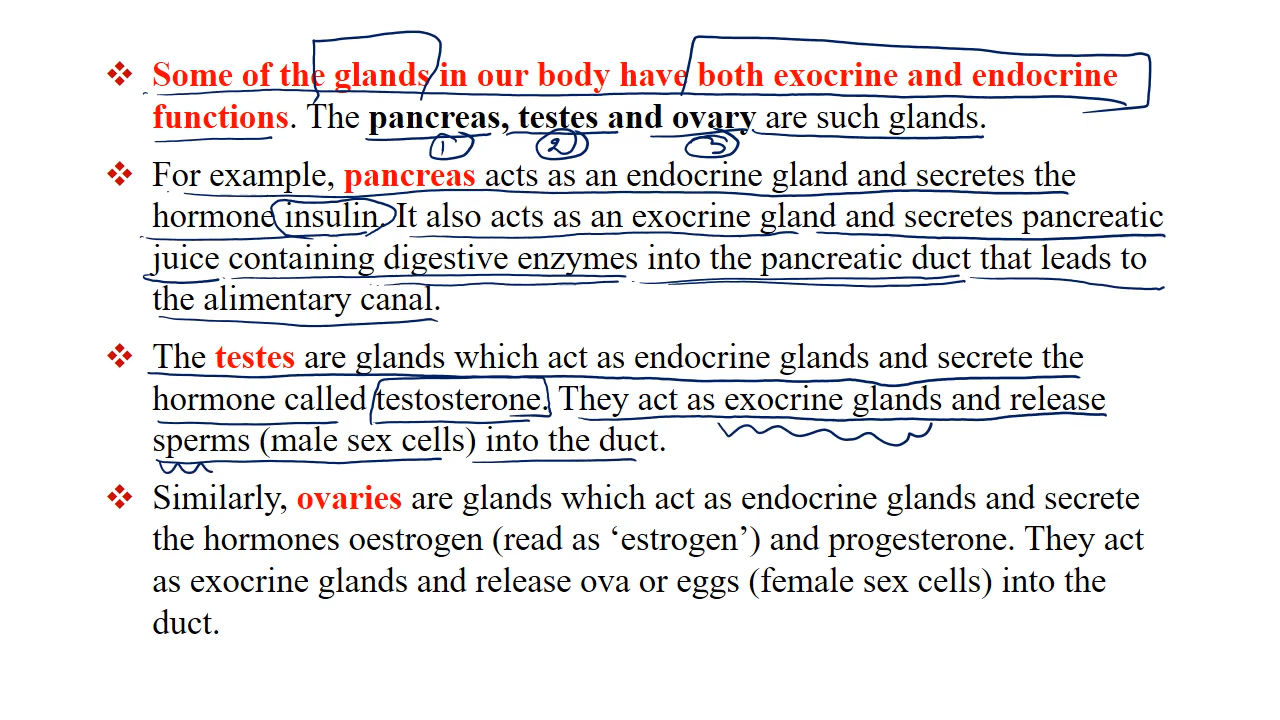 ❖ Some of the glands in our body have both exocrine and endocrine
functions. The pancreas, testes and ovary are such glands.
1 2 3
❖ For example, pancreas acts as an endocrine gland and secretes the
hormone insulin. It also acts as an exocrine gland and secretes pancreatic
juice containing digestive enzymes into the pancreatic duct that leads to
the alimentary canal.
❖ The testes are glands which act as endocrine glands and secrete the
hormone called testosterone. They act as exocrine glands and release
sperms (male sex cells) into the duct.
❖ Similarly, ovaries are glands which act as endocrine glands and secrete
the hormones oestrogen (read as ‘estrogen’) and progesterone. They act
as exocrine glands and release ova or eggs (female sex cells) into the
duct.